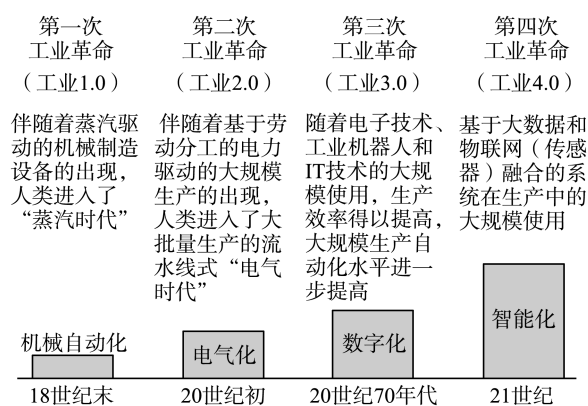 第一次
工业革命
（工业1.0）
伴随着蒸汽驱
动的机械制造
设备的出现，
人类进入了
“蒸汽时代”
第二次
工业革命
（工业2.0）
伴随着基于劳
动分工的电力
驱动的大规模
生产的出现，
人类进入了大
批量生产的流
水线式“电气
时代”
第三次
工业革命
（工业3.0）
随着电子技术、
工业机器人和
IT技术的大规
模使用，生产
效率得以提高，
大规模生产自
动化水平进一
步提高
第四次
工业革命
（工业4.0）
基于大数据和
物联网（传感
器）融合的系
统在生产中的
大规模使用
机械自动化
电气化
数字化
智能化
18世纪末
20世纪初
20世纪70年代
21世纪